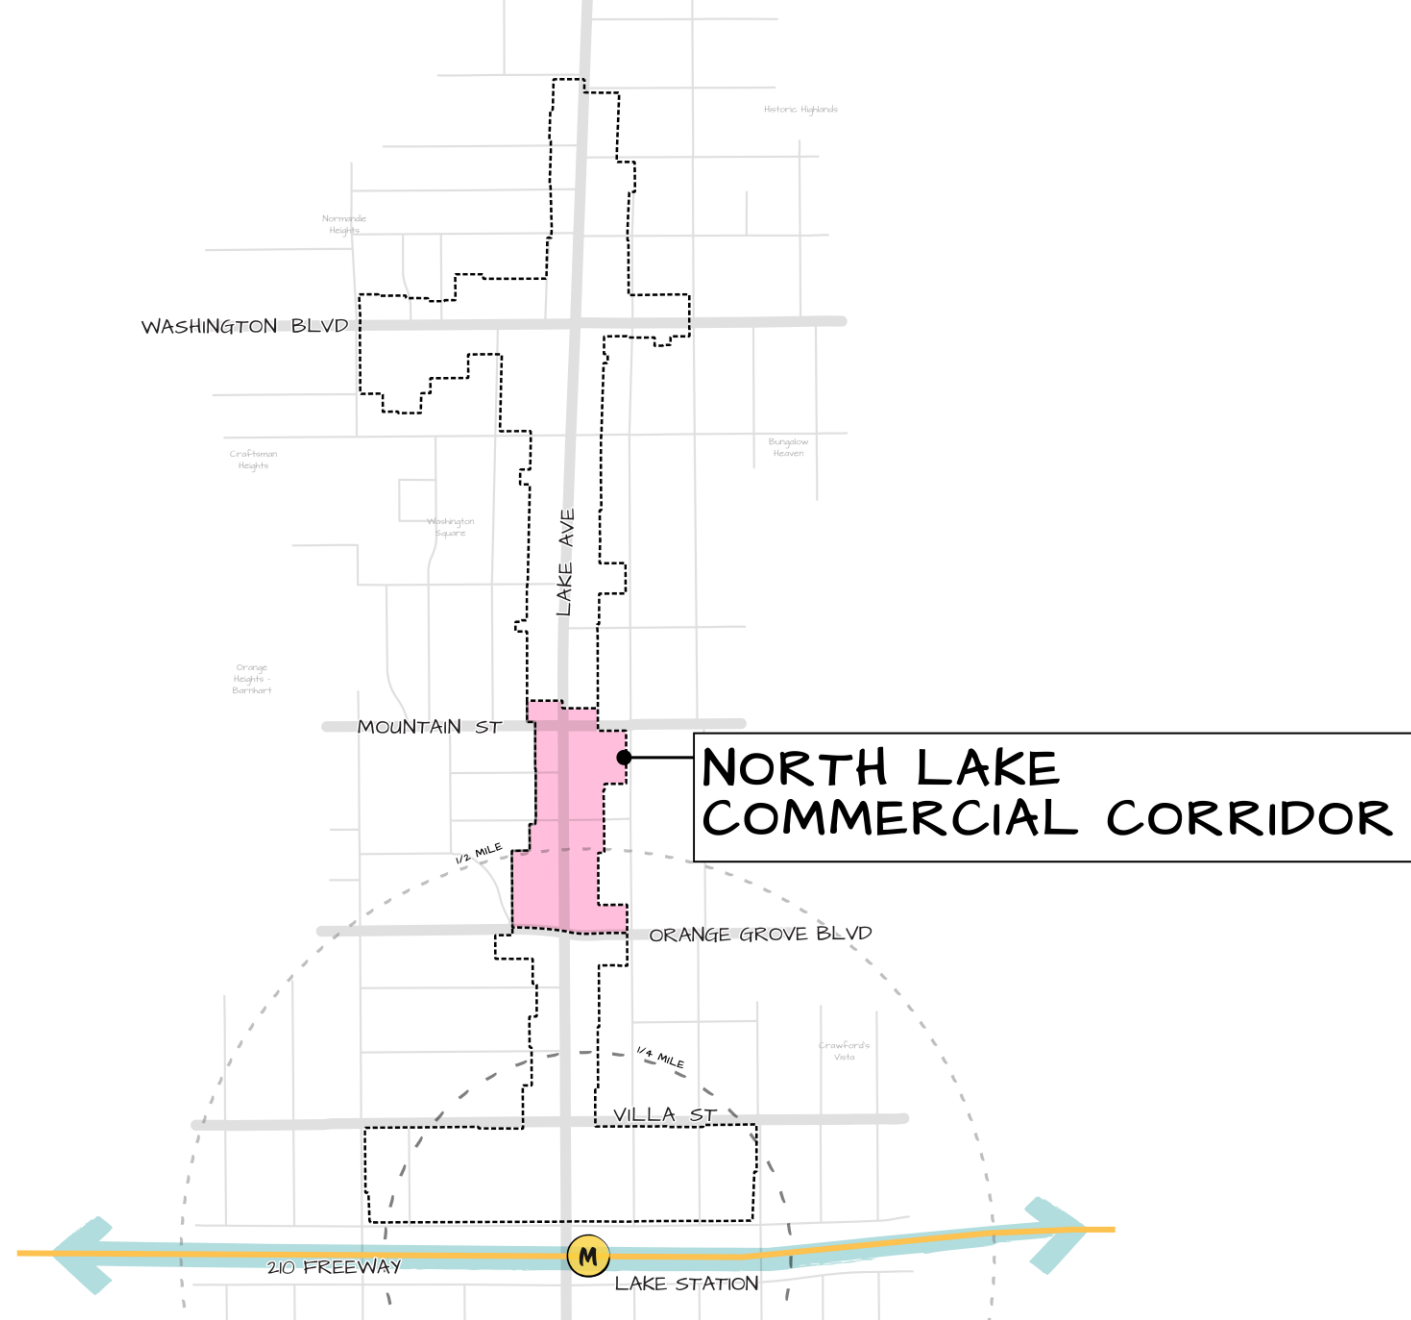 Historic Highlands
Normandie
Heights
WASHINGTON BLVD
Craftsman
Heights
Bungalow
Heaven
Washington
Square
LAKE AVE
Orange
Heights -
Barnhart
MOUNTAIN ST
NORTH LAKE
COMMERCIAL CORRIDOR
1/2 MILE
ORANGE GROVE BLVD
1/4 MILE
Crawford's
Vista
VILLA ST
M
210 FREEWAY
LAKE STATION